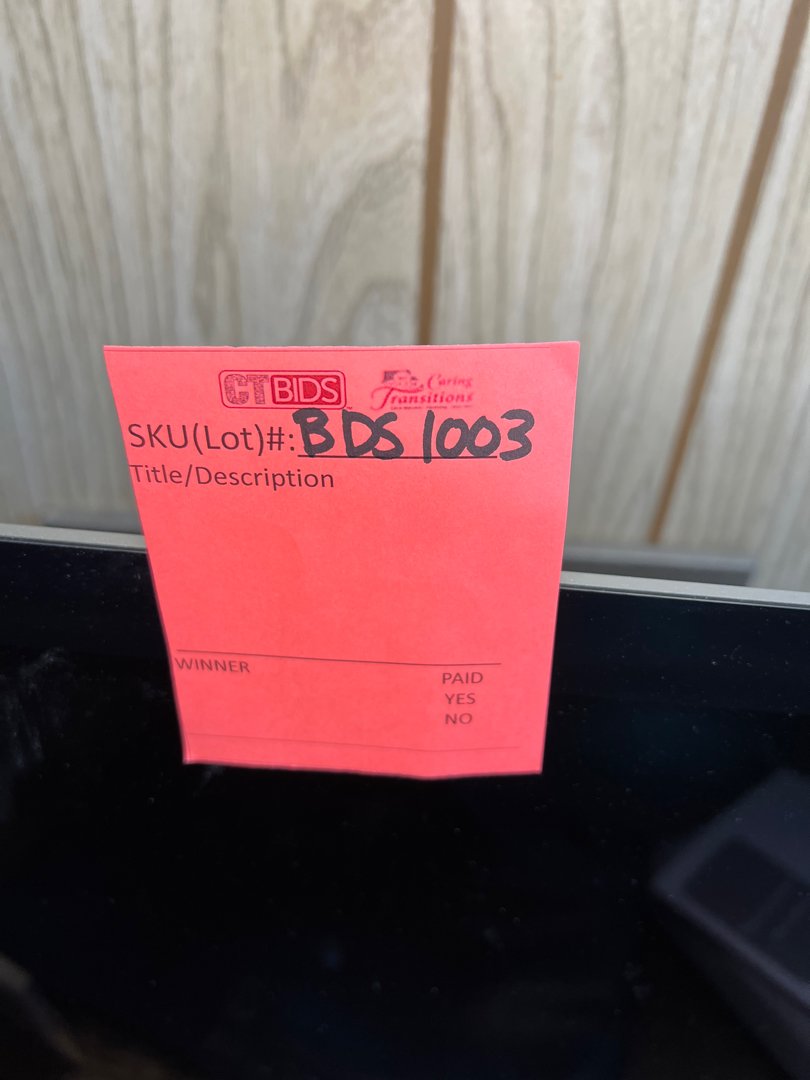 CTBIDS
Caring
Transitions
SKU(Lot)#: BDS 1003
Title/Description
WINNER
PAID
YES
NO